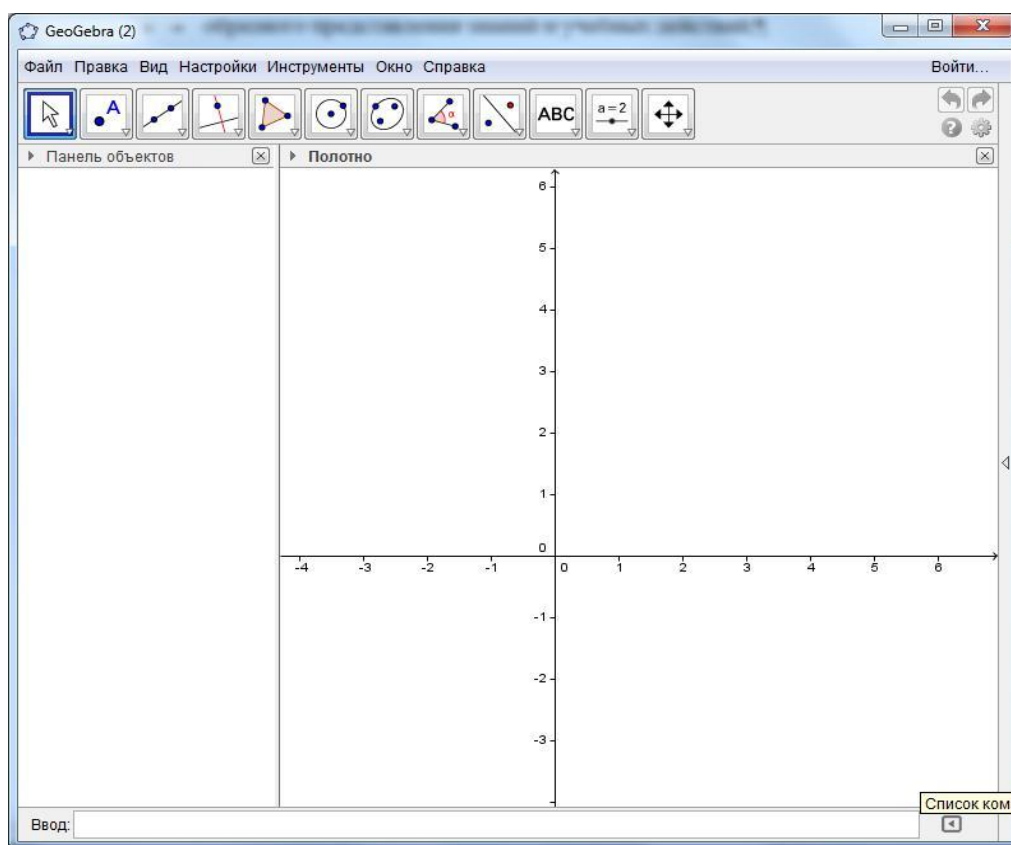 GeoGebra (2)
Файл Правка Вид Настройки Инструменты Окно Справка Войти...
A α ABC a=2
Панель объектов Полотно
6
5
4
3
2
1
0
-4 -3 -2 -1 0 1 2 3 4 5 6
-1
-2
-3
Список ком
Ввод: